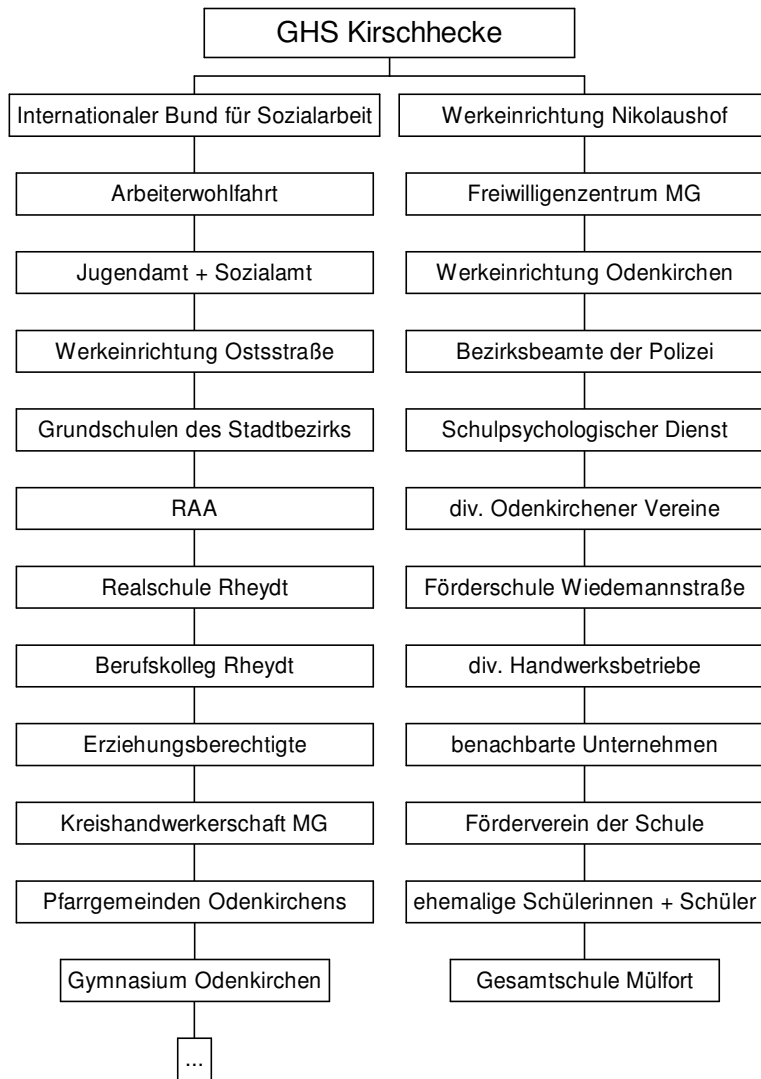 GHS Kirschhecke
Internationaler Bund für Sozialarbeit
Werkeinrichtung Nikolaushof
Arbeiterwohlfahrt
Freiwilligenzentrum MG
Jugendamt + Sozialamt
Werkeinrichtung Odenkirchen
Werkeinrichtung Ostsstraße
Bezirksbeamte der Polizei
Grundschulen des Stadtbezirks
Schulpsychologischer Dienst
RAA
div. Odenkirchener Vereine
Realschule Rheydt
Förderschule Wiedemannstraße
Berufskolleg Rheydt
div. Handwerksbetriebe
Erziehungsberechtigte
benachbarte Unternehmen
Kreishandwerkerschaft MG
Förderverein der Schule
Pfarrgemeinden Odenkirchens
ehemalige Schülerinnen + Schüler
Gymnasium Odenkirchen
Gesamtschule Mülfort
...